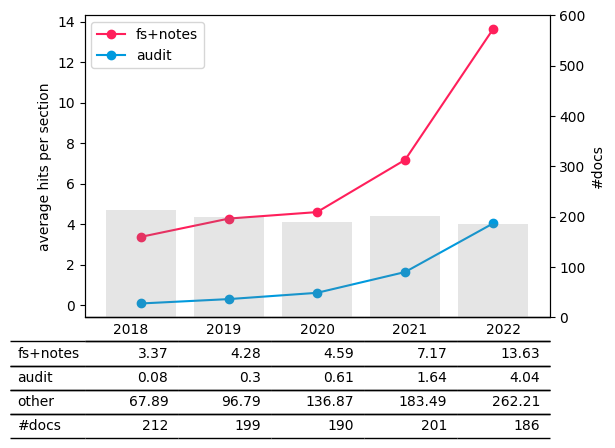 fs+notes
audit
14
12
10
8
6
4
2
0
average hits per section
600
500
400
300
200
100
0
#docs
2018 2019 2020 2021 2022
fs+notes 3.37 4.28 4.59 7.17 13.63
audit 0.08 0.3 0.61 1.64 4.04
other 67.89 96.79 136.87 183.49 262.21
#docs 212 199 190 201 186